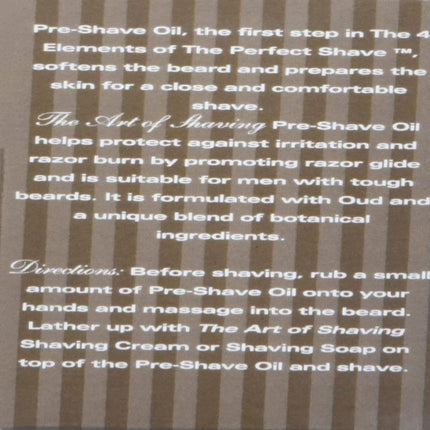 Pre-Shave Oil, the first step in The 4
Elements of The Perfect Shave ™,
softens the beard and prepares the
skin for a close and comfortable
shave.
The Art of Shaving Pre-Shave Oil
helps protect against irritation and
razor burn by promoting razor glide
and is suitable for men with tough
beards. It is formulated with Oud and
a unique blend of botanical
ingredients.
Directions: Before shaving, rub a small
amount of Pre-Shave Oil onto your
hands and massage into the beard.
Lather up with The Art of Shaving
Shaving Cream or Shaving Soap on
top of the Pre-Shave Oil and shave.